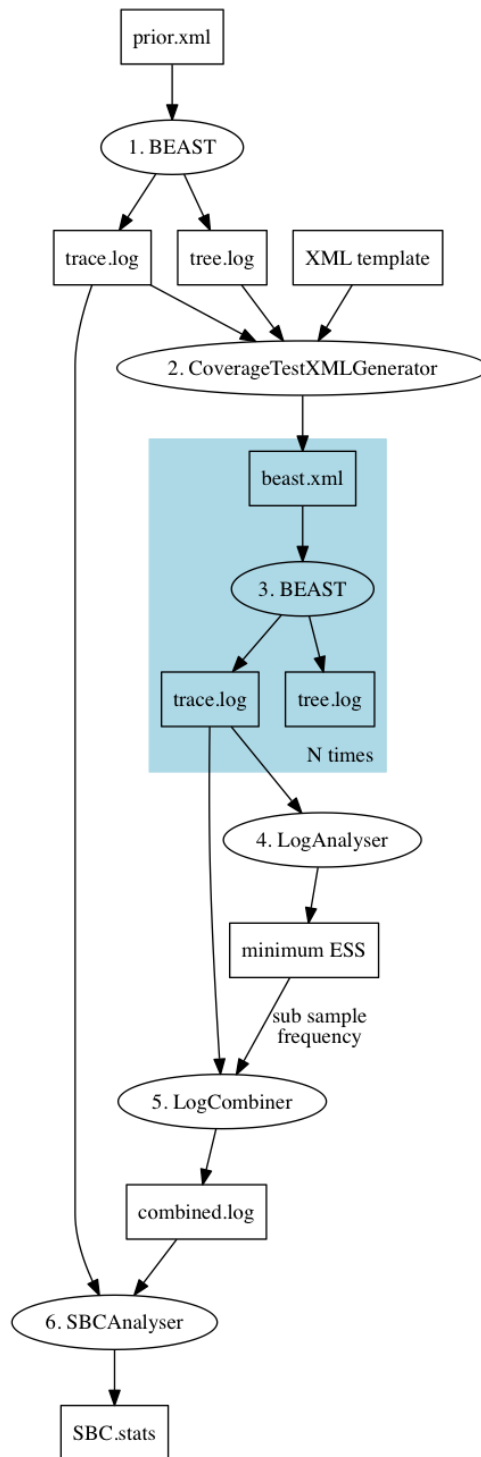 prior.xml
1. BEAST
trace.log
tree.log
XML template
2. CoverageTestXMLGenerator
beast.xml
3. BEAST
trace.log
tree.log
N times
4. LogAnalyser
minimum ESS
sub sample
frequency
5. LogCombiner
combined.log
6. SBCAnalyser
SBC.stats